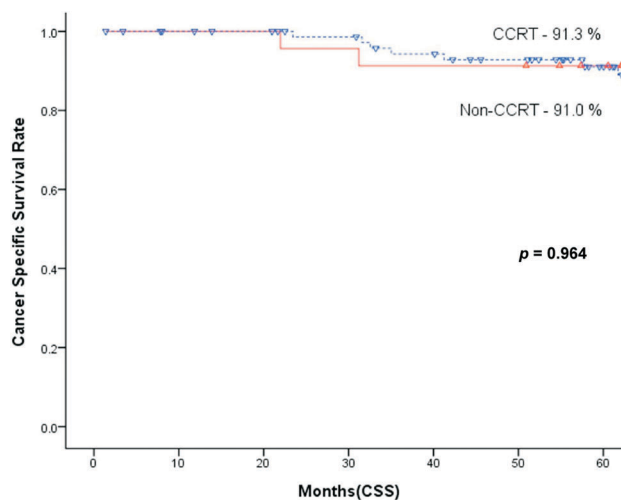 1.0
CCRT - 91.3 %
0.8
Non-CCRT - 91.0 %
0.6
p = 0.964
0.4
0.2
0.0
Cancer Specific Survival Rate
0 10 20 30 40 50 60
Months(CSS)